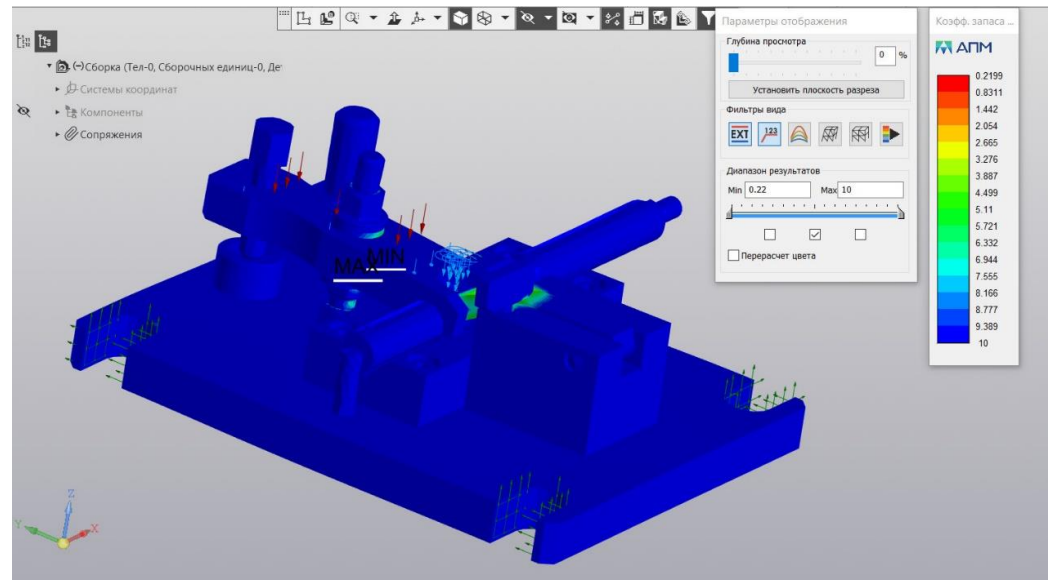 Параметры отображения
Глубина просмотра
0 %
Установить плоскость разреза
Фильтры вида
EXT
123
Диапазон результатов
Min 0.22 Max 10
Перерасчет цвета
Коэфф. запаса ...
АПМ
0.2199
0.8311
1.442
2.054
2.665
3.276
3.887
4.499
5.11
5.721
6.332
6.944
7.555
8.166
8.777
9.389
10
(-)Сборка (Тел-0, Сборочных единиц-0, Де
Системы координат
Компоненты
Сопряжения
MAX
MIN
Z
Y
X